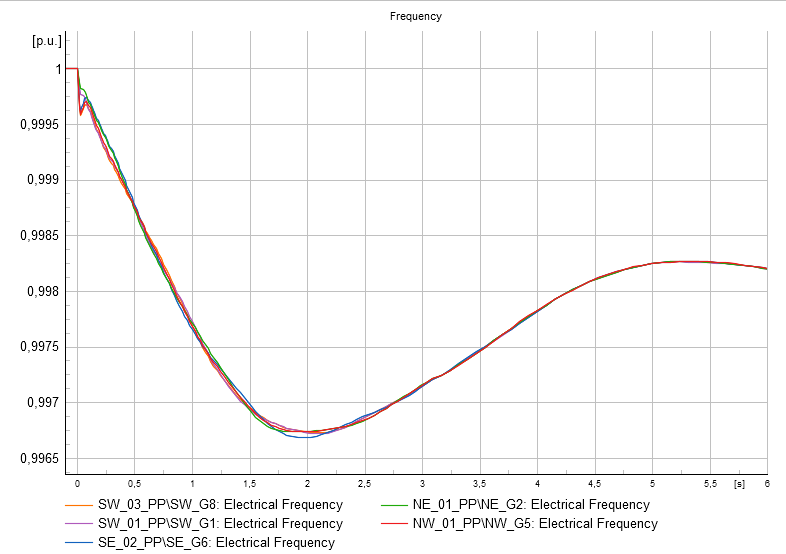 Frequency
[p.u.]
1
0,9995
0,999
0,9985
0,998
0,9975
0,997
0,9965
0 0,5 1 1,5 2 2,5 3 3,5 4 4,5 5 5,5 [s] 6
SW_03_PP\SW_G8: Electrical Frequency NE_01_PP\NE_G2: Electrical Frequency
SW_01_PP\SW_G1: Electrical Frequency NW_01_PP\NW_G5: Electrical Frequency
SE_02_PP\SE_G6: Electrical Frequency